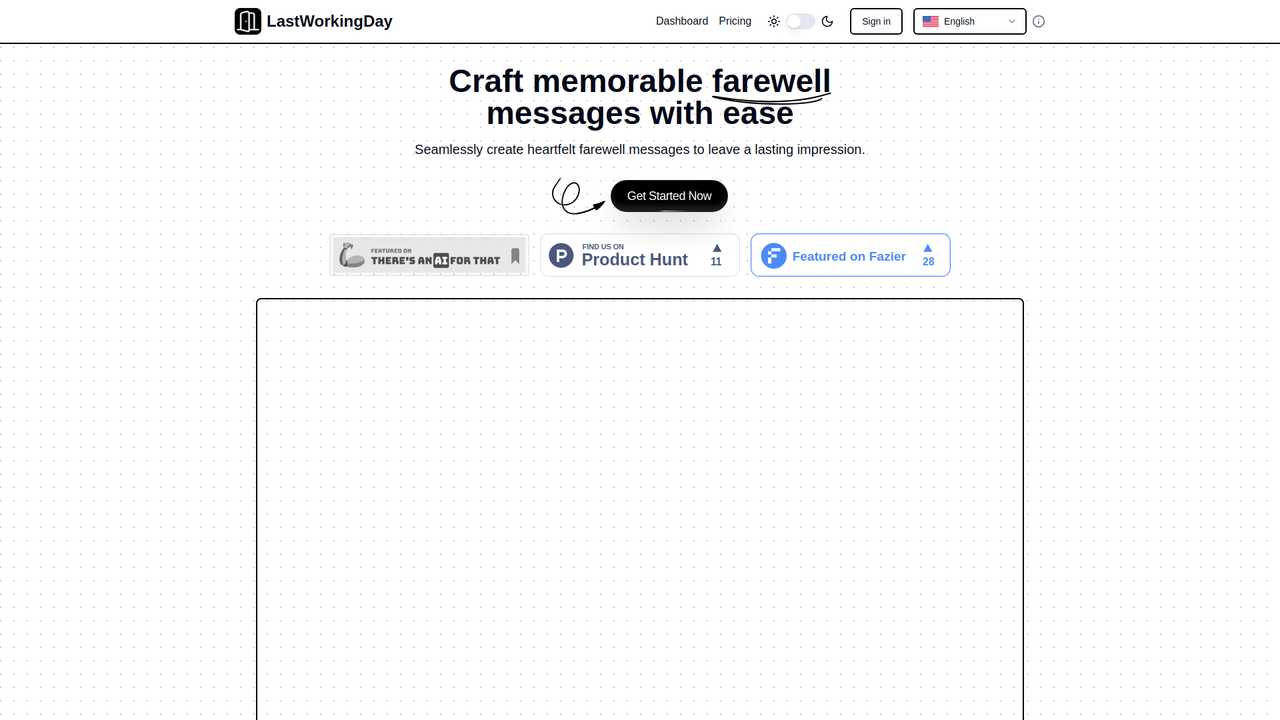 LastWorkingDay
Dashboard
Pricing
Sign in
English
Craft memorable farewell
messages with ease
Seamlessly create heartfelt farewell messages to leave a lasting impression.
Get Started Now
FEATURED ON
THERE'S AN AI FOR THAT
FIND US ON
Product Hunt
11
Featured on Fazier
28